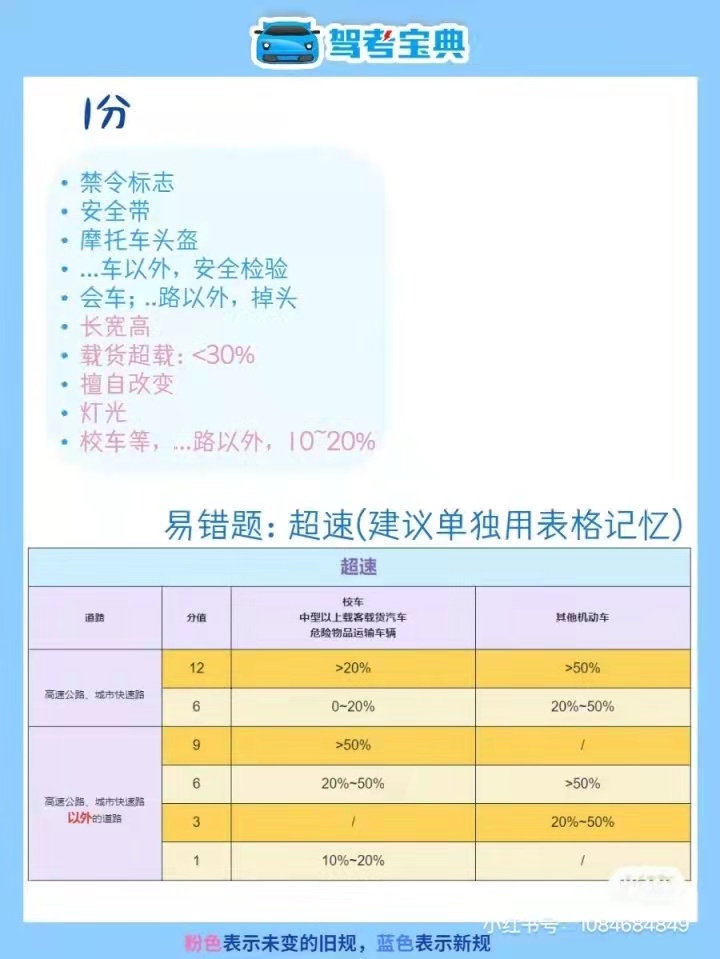 驾考宝典
1分
• 禁令标志
• 安全带
• 摩托车头盔
• ...车以外，安全检验
• 会车；..路以外，掉头
• 长宽高
• 载货超载：<30%
• 擅自改变
• 灯光
• 校车等，...路以外，10~20%
易错题：超速(建议单独用表格记忆)
超速
道路 分值 校车 其他机动车
中型以上载客载货汽车
危险物品运输车辆
高速公路、城市快速路 12 >20% >50%
6 0~20% 20%~50%
高速公路、城市快速路
以外的道路
9 >50% /
6 20%~50% >50%
3 / 20%~50%
1 10%~20% /
小红书
小红书号：1084684849
粉色表示未变的旧规，蓝色表示新规